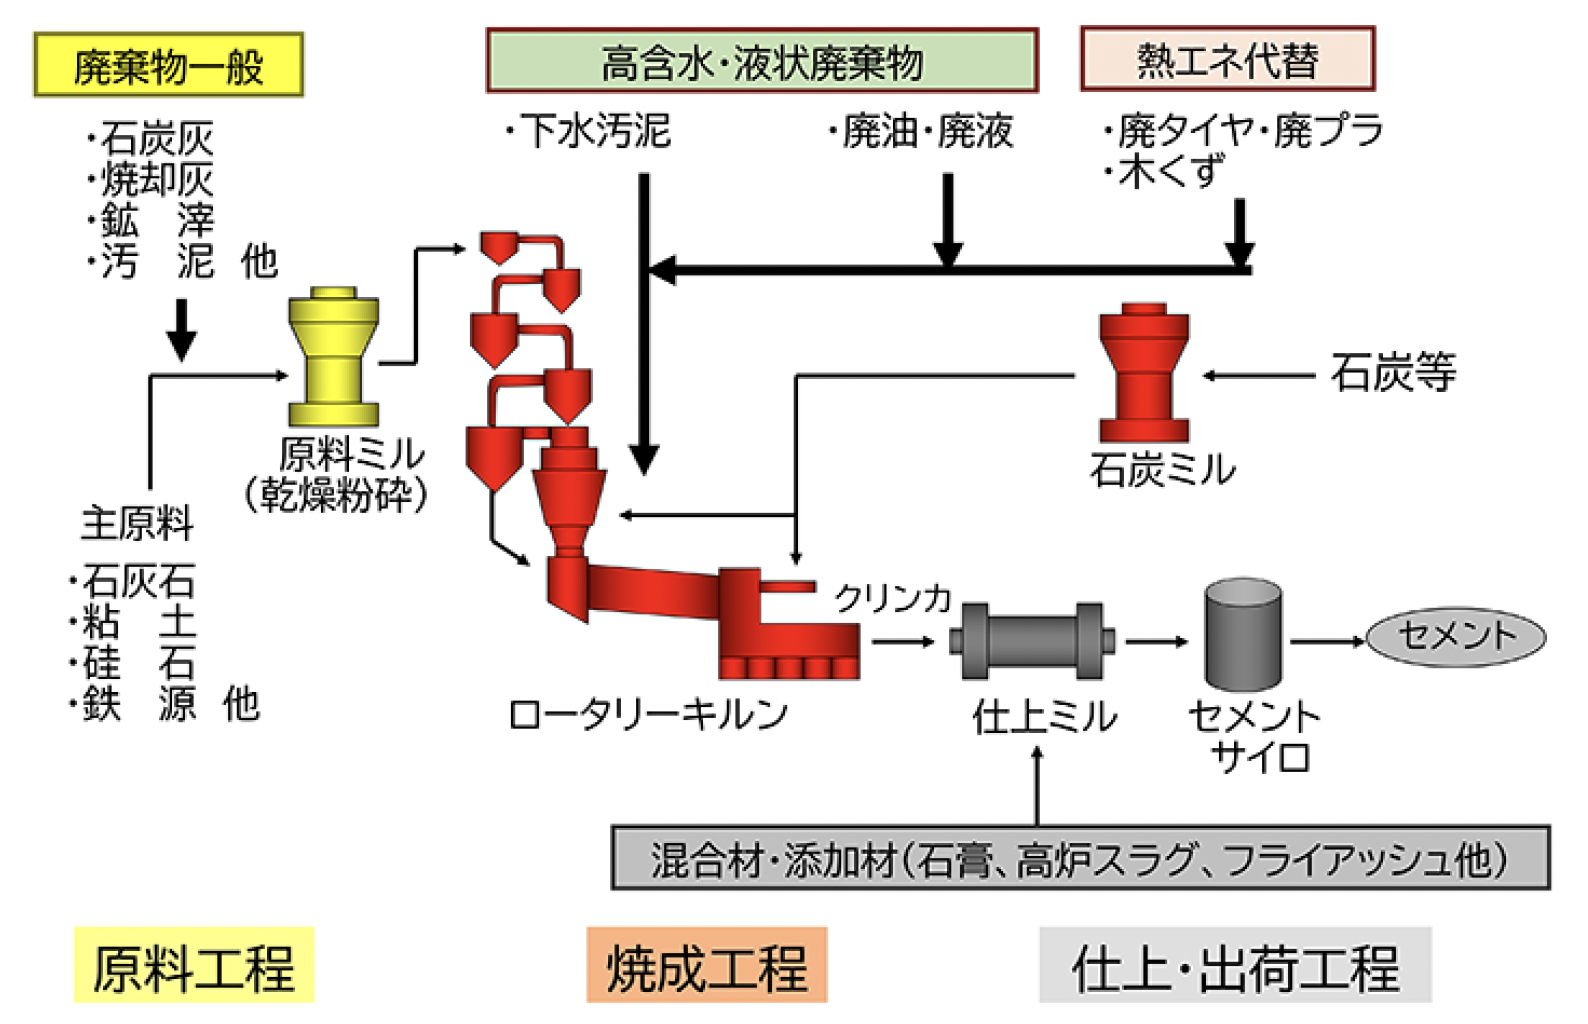 廃棄物一般
・石炭灰
・焼却灰
・鉱　滓
・汚　泥 他
高含水・液状廃棄物
・下水汚泥
・廃油・廃液
熱エネ代替
・廃タイヤ・廃プラ
・木くず
原料ミル
(乾燥粉砕)
主原料
・石灰石
・粘　土
・硅　石
・鉄　源 他
石炭等
石炭ミル
クリンカ
ロータリーキルン
仕上ミル
セメント
サイロ
セメント
混合材・添加材(石膏、高炉スラグ、フライアッシュ他)
原料工程
焼成工程
仕上・出荷工程